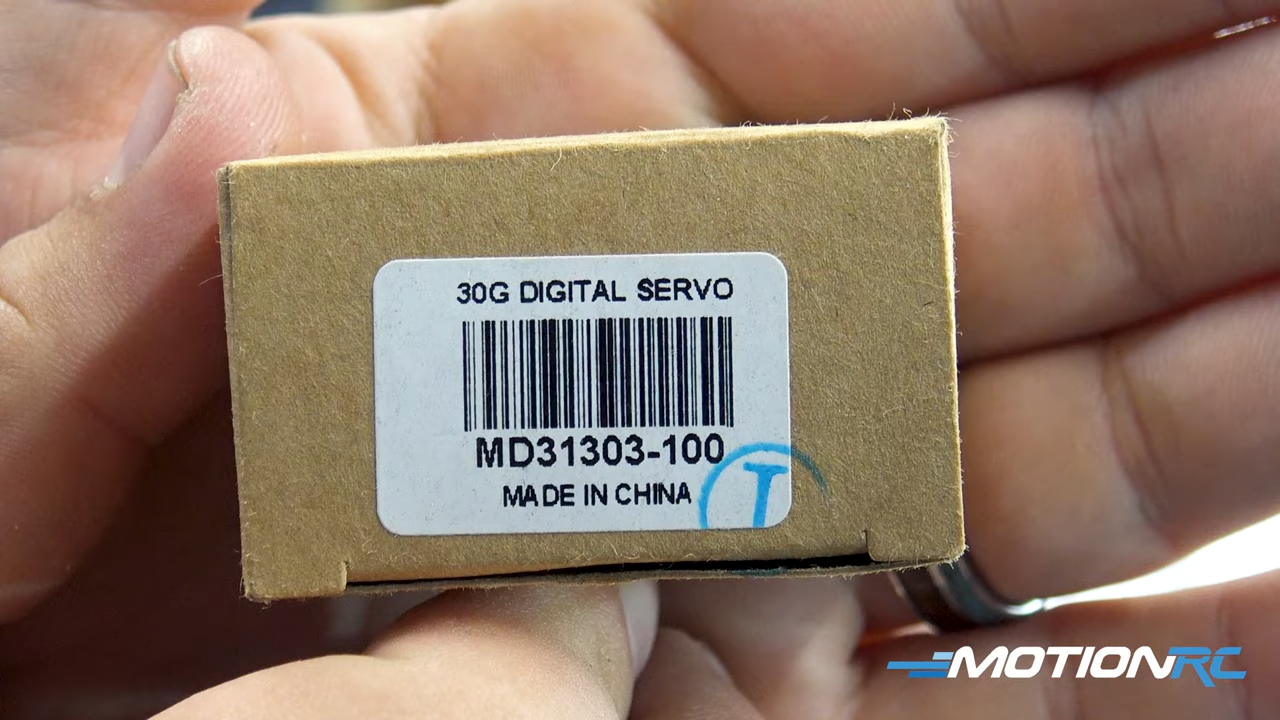 30G DIGITAL SERVO
MD31303-100
MADE IN CHINA
I
MOTIONRC